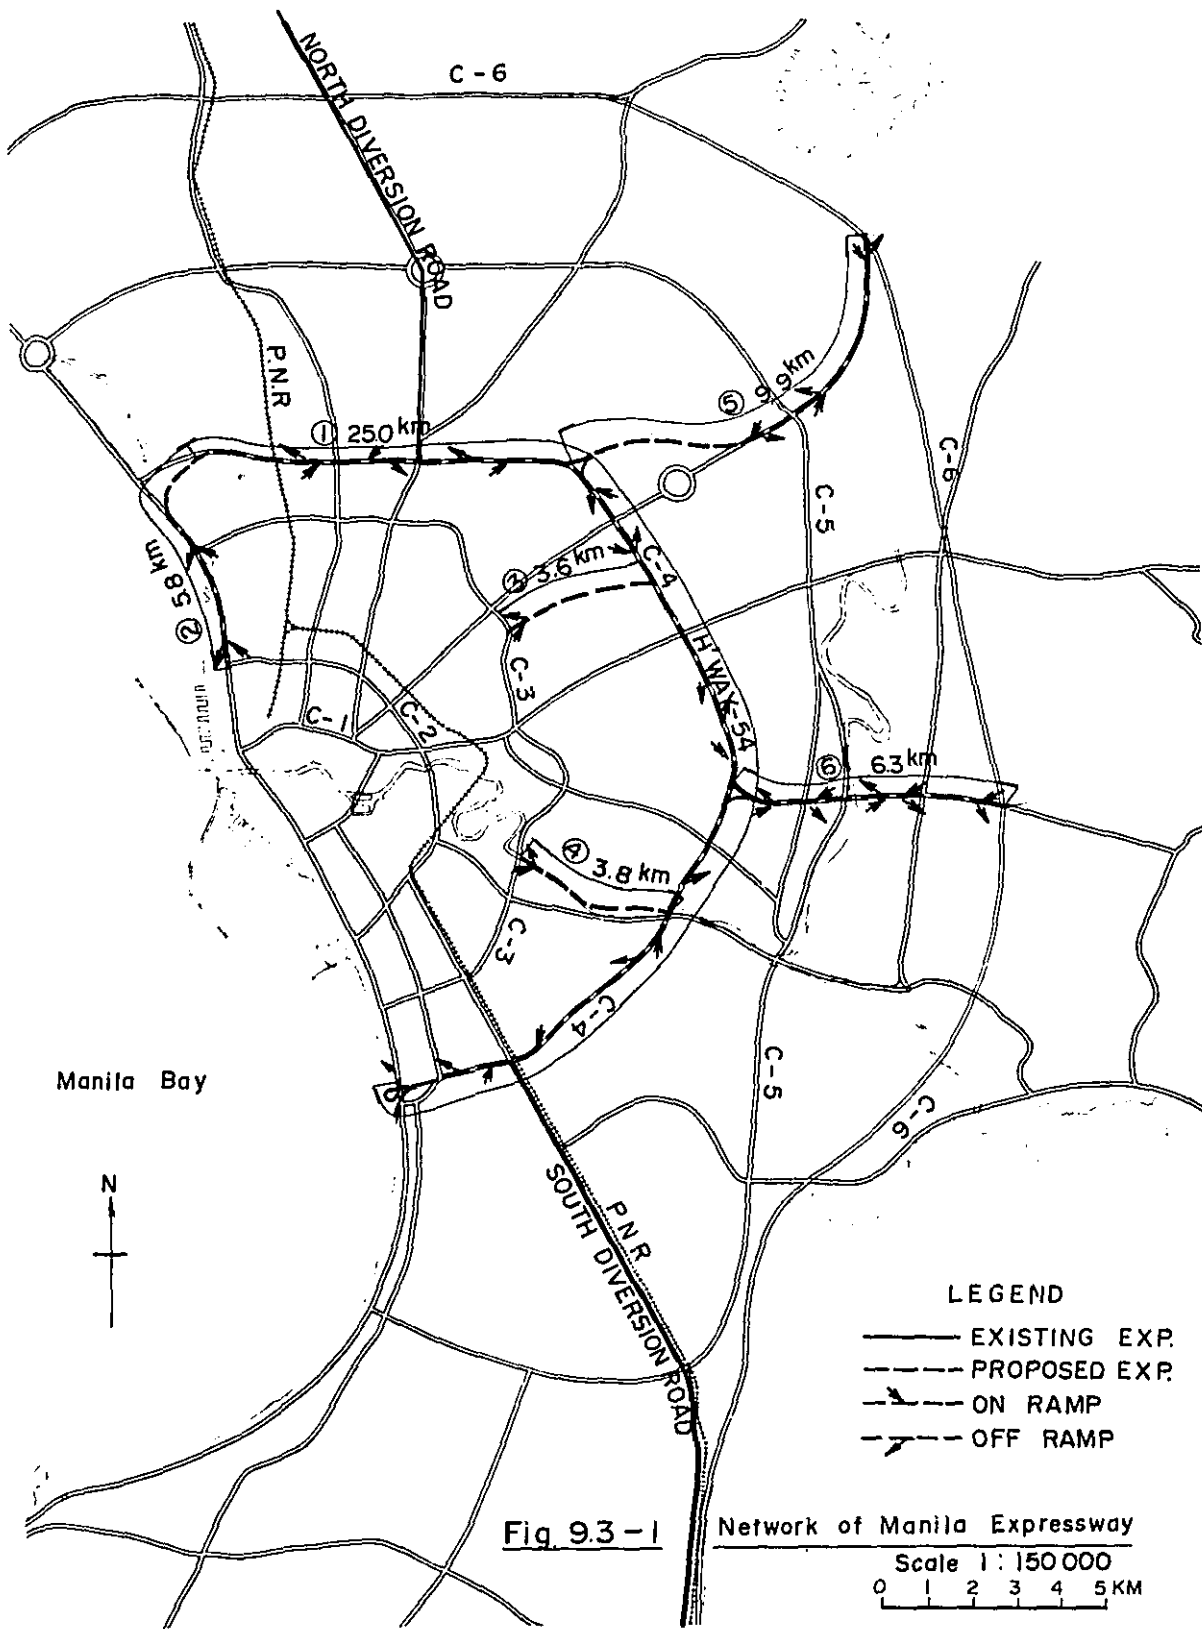 C-6
NORTH DIVERSION ROAD
P.N.R
① 25.0 km
⑤ 9.9 km
C-6
C-5
② 5.8 km
③ 3.6 km
C-4
H'WAY-54
C-3
C-1
C-2
⑥ 6.3 km
④ 3.8 km
C-3
C-4
C-5
C-6
Manila Bay
N
P N R
SOUTH DIVERSION ROAD
LEGEND
EXISTING EXP.
PROPOSED EXP.
ON RAMP
OFF RAMP
Fig. 9.3-1 Network of Manila Expressway
Scale 1:150 000
0 1 2 3 4 5 KM